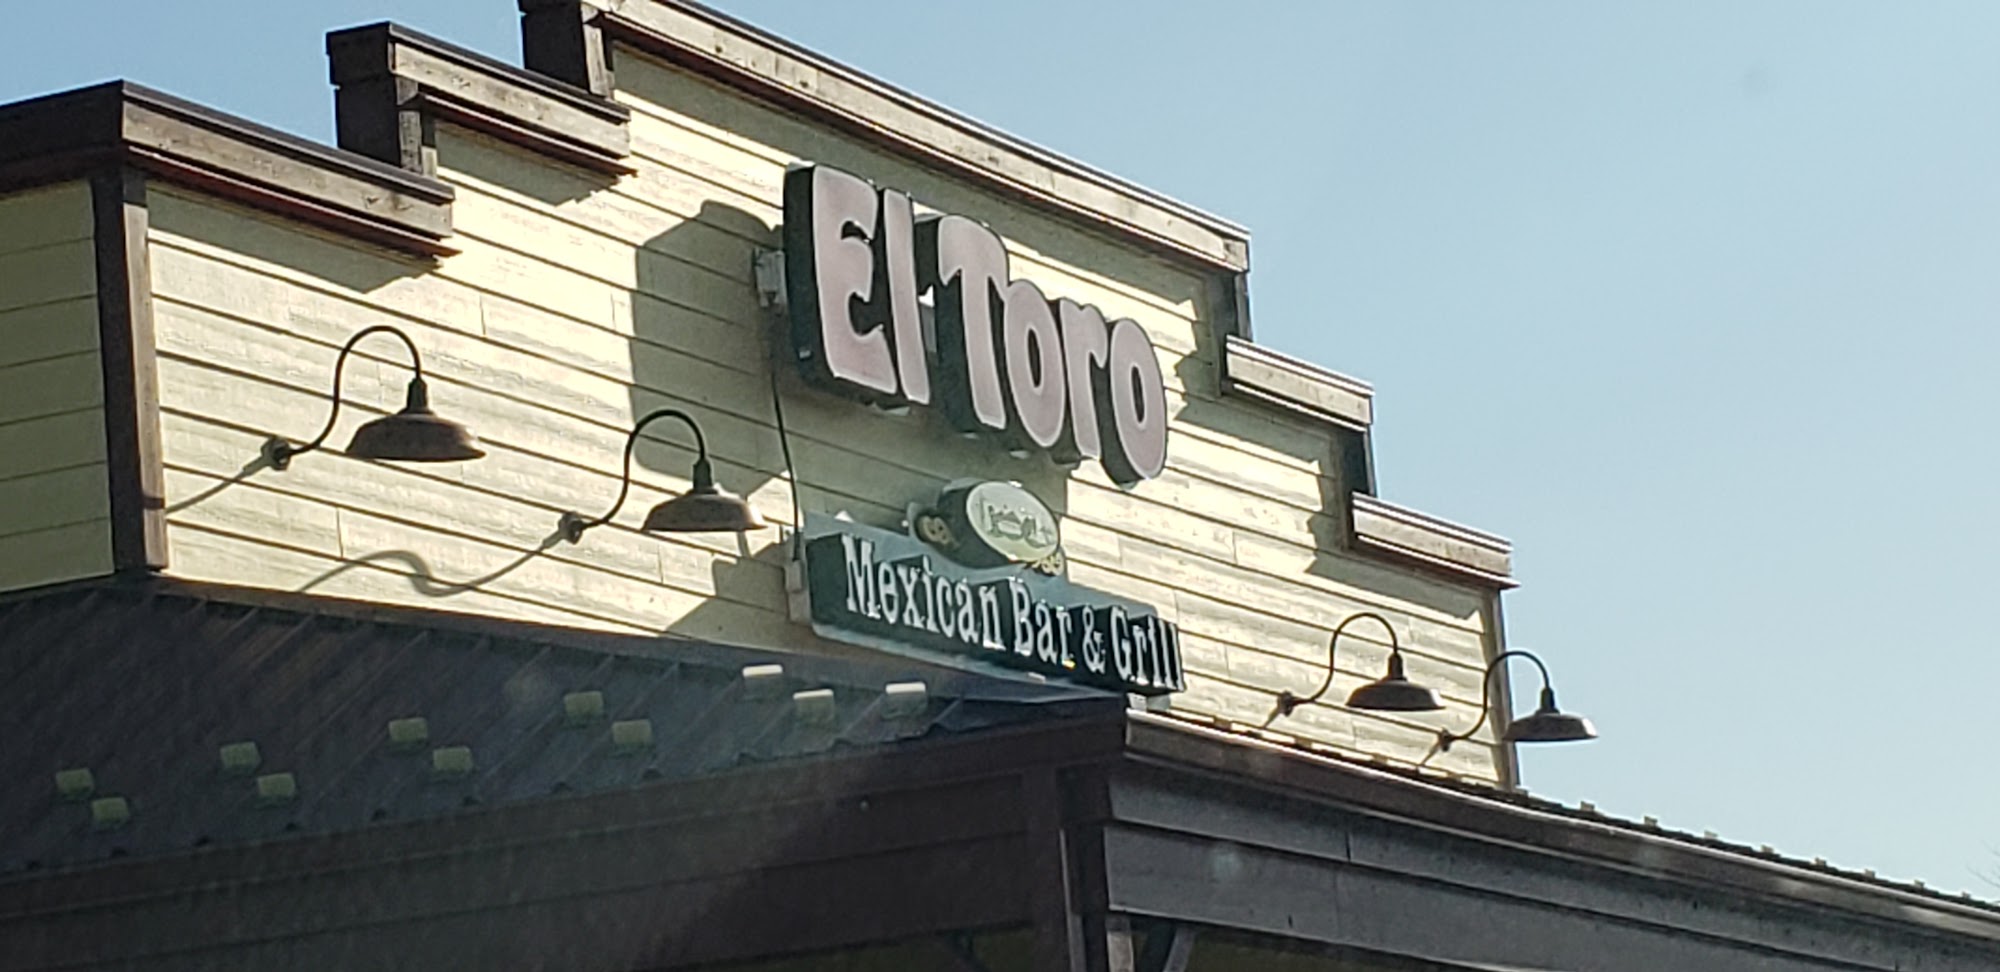 El Toro
Mexican Bar & Grill